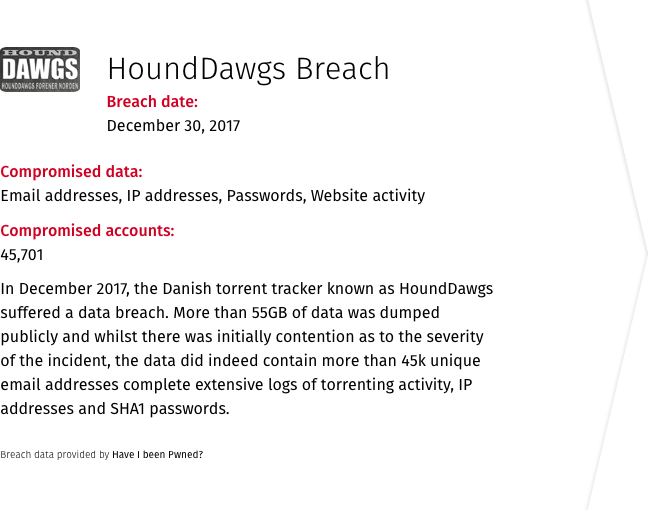 HOUND
DAWGS
HOUNDDAWGS FORENER NORDEN
HoundDawgs Breach
Breach date:
December 30, 2017
Compromised data:
Email addresses, IP addresses, Passwords, Website activity
Compromised accounts:
45,701
In December 2017, the Danish torrent tracker known as HoundDawgs
suffered a data breach. More than 55GB of data was dumped
publicly and whilst there was initially contention as to the severity
of the incident, the data did indeed contain more than 45k unique
email addresses complete extensive logs of torrenting activity, IP
addresses and SHA1 passwords.
Breach data provided by Have I been Pwned?